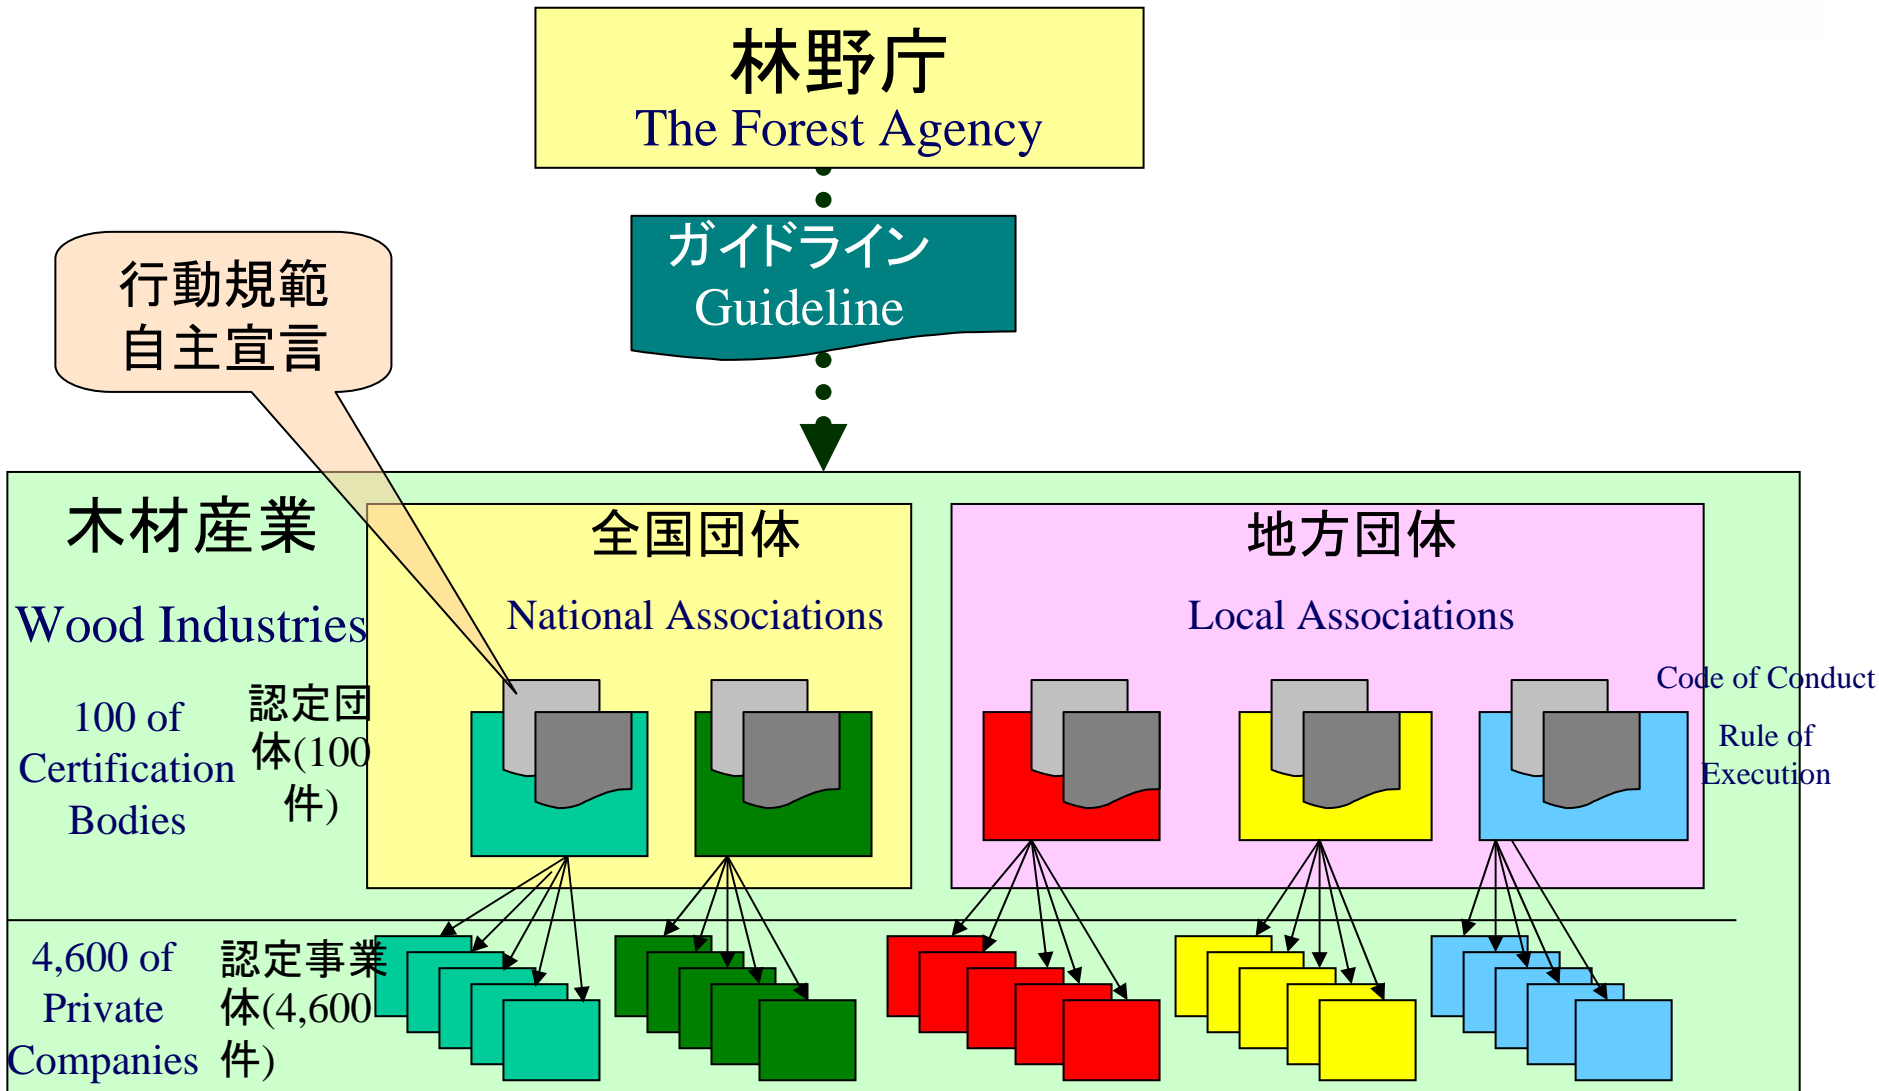 林野庁
The Forest Agency
ガイドライン
Guideline
行動規範
自主宣言
木材産業
Wood Industries
全国団体
National Associations
地方団体
Local Associations
100 of
Certification
Bodies
認定団
体(100
件)
Code of Conduct
Rule of
Execution
4,600 of
Private
Companies
認定事業
体(4,600
件)